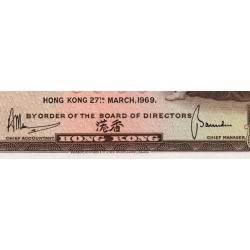 HONG KONG 27TH MARCH, 1969.
BY ORDER OF THE BOARD OF DIRECTORS
港香
CHIEF ACCOUNTANT. HONG KONG CHIEF MANAGER.